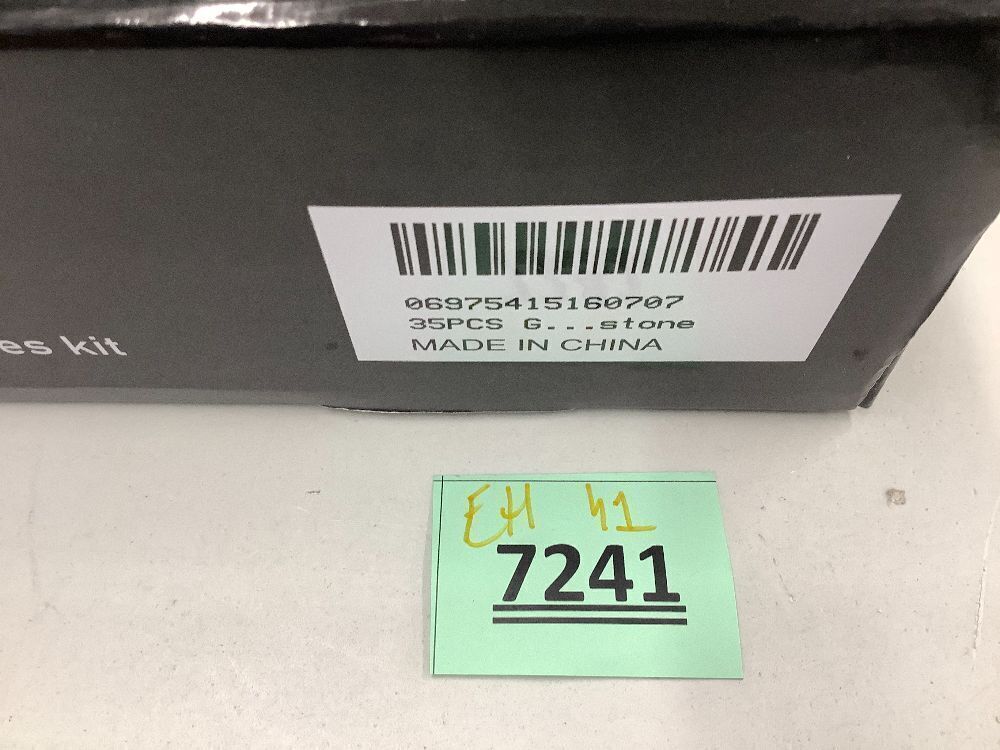 es kit
06975415160707
35PCS G...stone
MADE IN CHINA
EH 41
7241